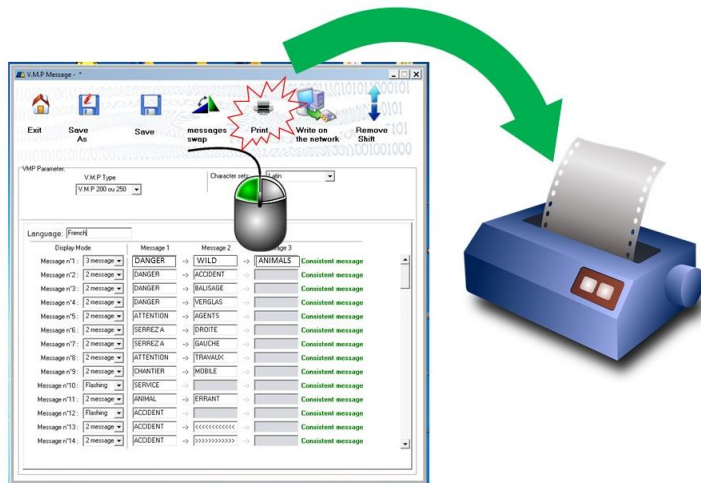 V.M.P Message - *
Exit
Save As
Save
messages swap
Print
Write on the network
Remove Shift
VMP Parameter
V.M.P Type
V.M.P 200 ou 250
Character sets:
Latin
Language: French
Display Mode Message 1 Message 2 3
Message n°1 : 3 message DANGER -> WILD -> ANIMALS Consistent message
Message n°2 : 2 message DANGER -> ACCIDENT -> Consistent message
Message n°3 : 2 message DANGER -> BALISAGE -> Consistent message
Message n°4 : 2 message DANGER -> VERGLAS -> Consistent message
Message n°5 : 2 message ATTENTION -> AGENTS -> Consistent message
Message n°6 : 2 message SERREZ A -> DROITE -> Consistent message
Message n°7 : 2 message SERREZ A -> GAUCHE -> Consistent message
Message n°8 : 2 message ATTENTION -> TRAVAUX -> Consistent message
Message n°9 : 2 message CHANTIER -> MOBILE -> Consistent message
Message n°10 : Flashing SERVICE -> -> Consistent message
Message n°11 : 2 message ANIMAL -> ERRANT -> Consistent message
Message n°12 : Flashing ACCIDENT -> -> Consistent message
Message n°13 : 2 message ACCIDENT -> <<<<<<<<<<<< -> Consistent message
Message n°14 : 2 message ACCIDENT -> >>>>>>>>>>>> -> Consistent message